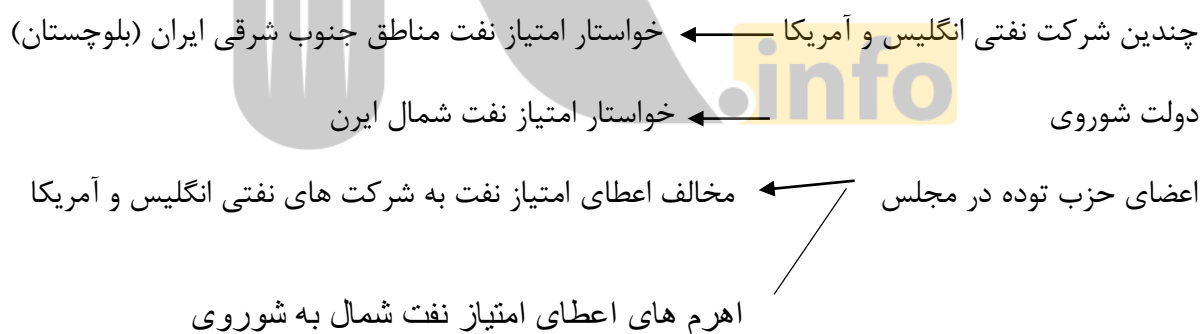 چندین شرکت نفتی انگلیس و آمریکا خواستار امتیاز نفت مناطق جنوب شرقی ایران (بلوچستان)
.info
دولت شوروی خواستار امتیاز نفت شمال ایرن
اعضای حزب توده در مجلس مخالف اعطای امتیاز نفت به شرکت های نفتی انگلیس و آمریکا
اهرم های اعطای امتیاز نفت شمال به شوروی